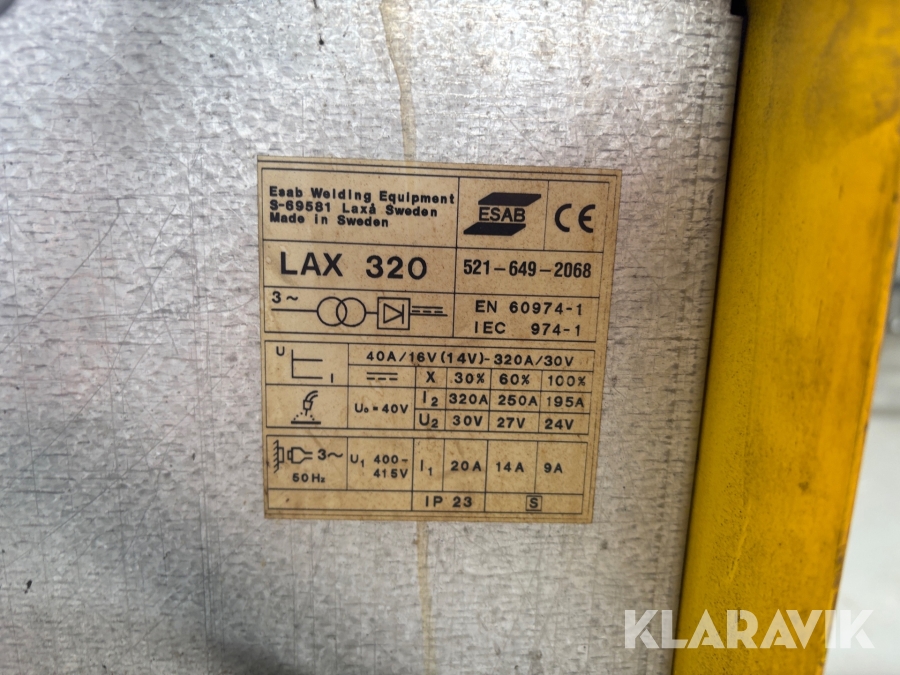 Esab Welding Equipment
S-69581 Laxå Sweden
Made in Sweden
ESAB
CE
LAX 320
521-649-2068
3~
EN 60974-1
IEC 974-1
U
I
40A/16V(14V)-320A/30V
X 30% 60% 100%
U₀=40V
I₂ 320A 250A 195A
U₂ 30V 27V 24V
3~
50Hz
U₁ 400-
415V
I₁ 20A 14A 9A
IP 23
S
KLARAVIK